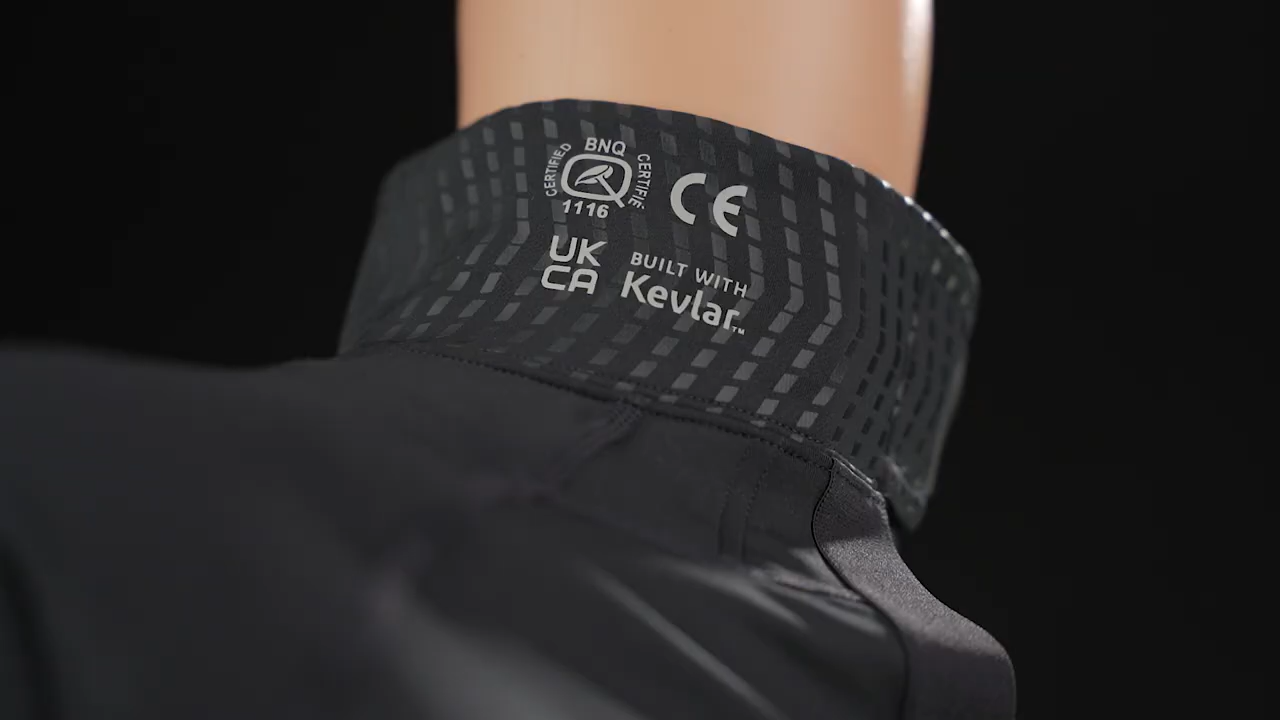 BNQ
CERTIFIED
CERTIFIÉ
1116
CE
UK
CA
BUILT WITH
Kevlar™